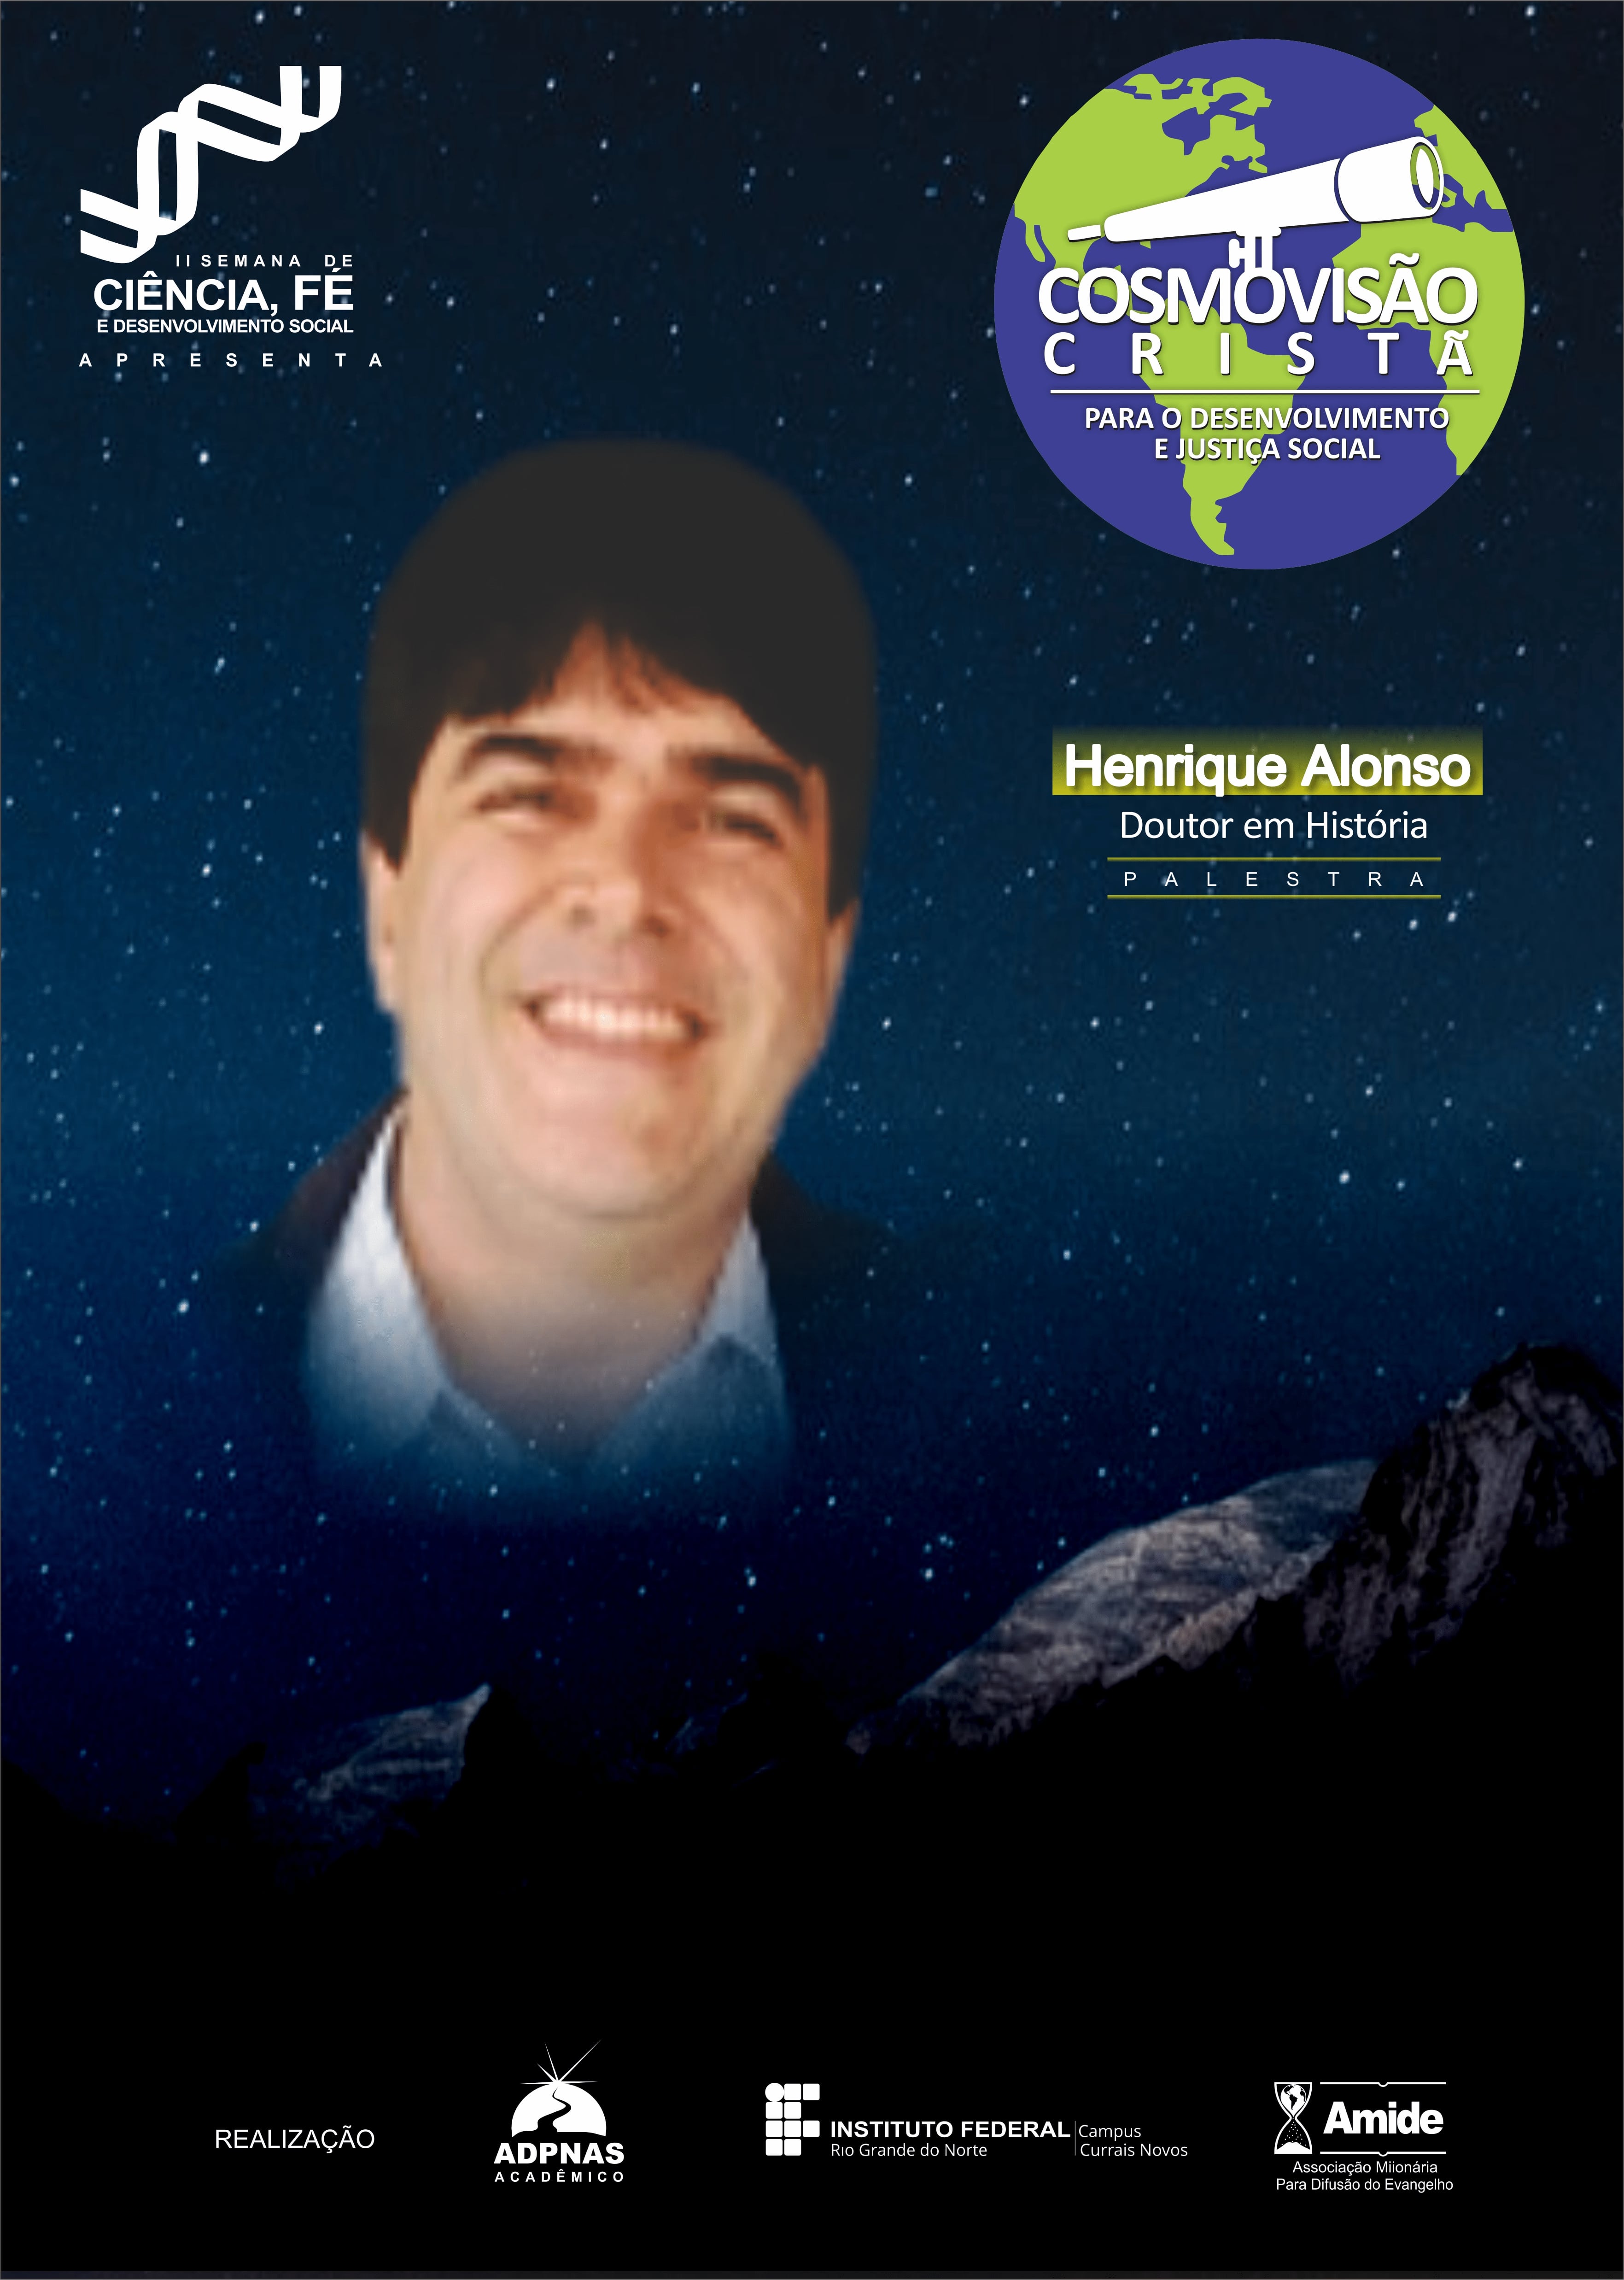 II SEMANA DE
CIÊNCIA, FÉ
E DESENVOLVIMENTO SOCIAL
APRESENTA
COSMOVISÃO
CRISTÃ
PARA O DESENVOLVIMENTO
E JUSTIÇA SOCIAL
Henrique Alonso
Doutor em História
PALESTRA
REALIZAÇÃO
ADPNAS
ACADÊMICO
INSTITUTO FEDERAL
Rio Grande do Norte
Campus
Currais Novos
Amide
Associação Miionária
Para Difusão do Evangelho